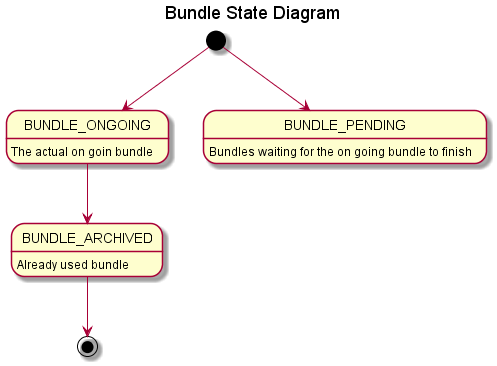 Bundle State Diagram
BUNDLE_ONGOING
The actual on goin bundle
BUNDLE_PENDING
Bundles waiting for the on going bundle to finish
BUNDLE_ARCHIVED
Already used bundle